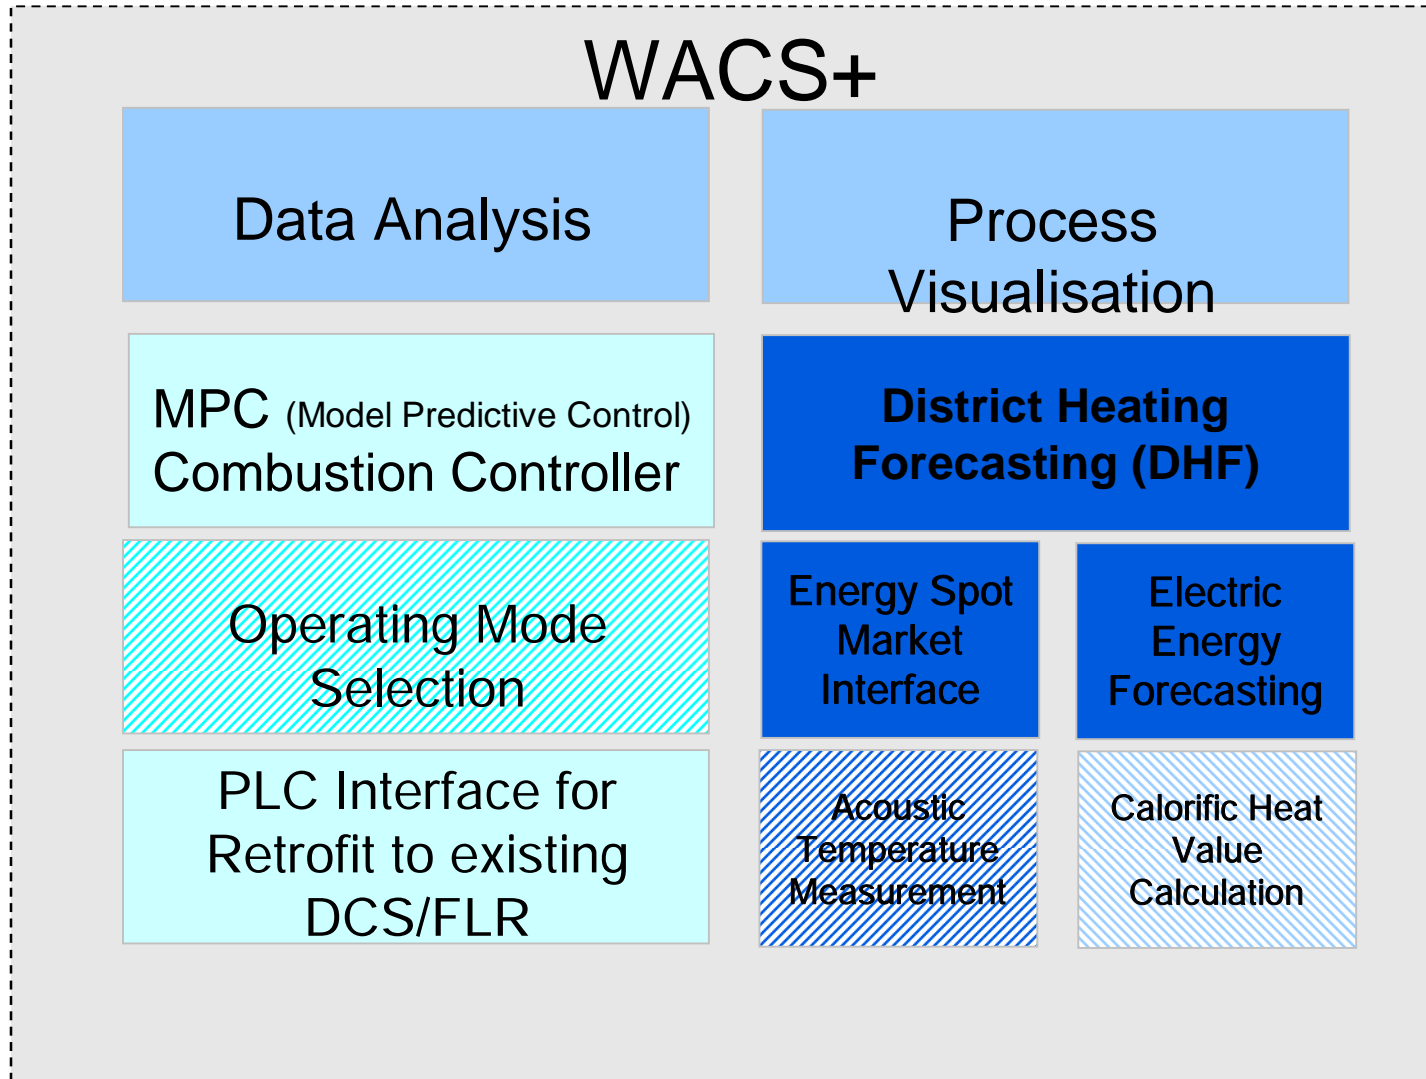 WACS+
Data Analysis
Process
Visualisation
MPC (Model Predictive Control)
Combustion Controller
District Heating
Forecasting (DHF)
Operating Mode
Selection
Energy Spot
Market
Interface
Electric
Energy
Forecasting
PLC Interface for
Retrofit to existing
DCS/FLR
Acoustic
Temperature
Measurement
Calorific Heat
Value
Calculation